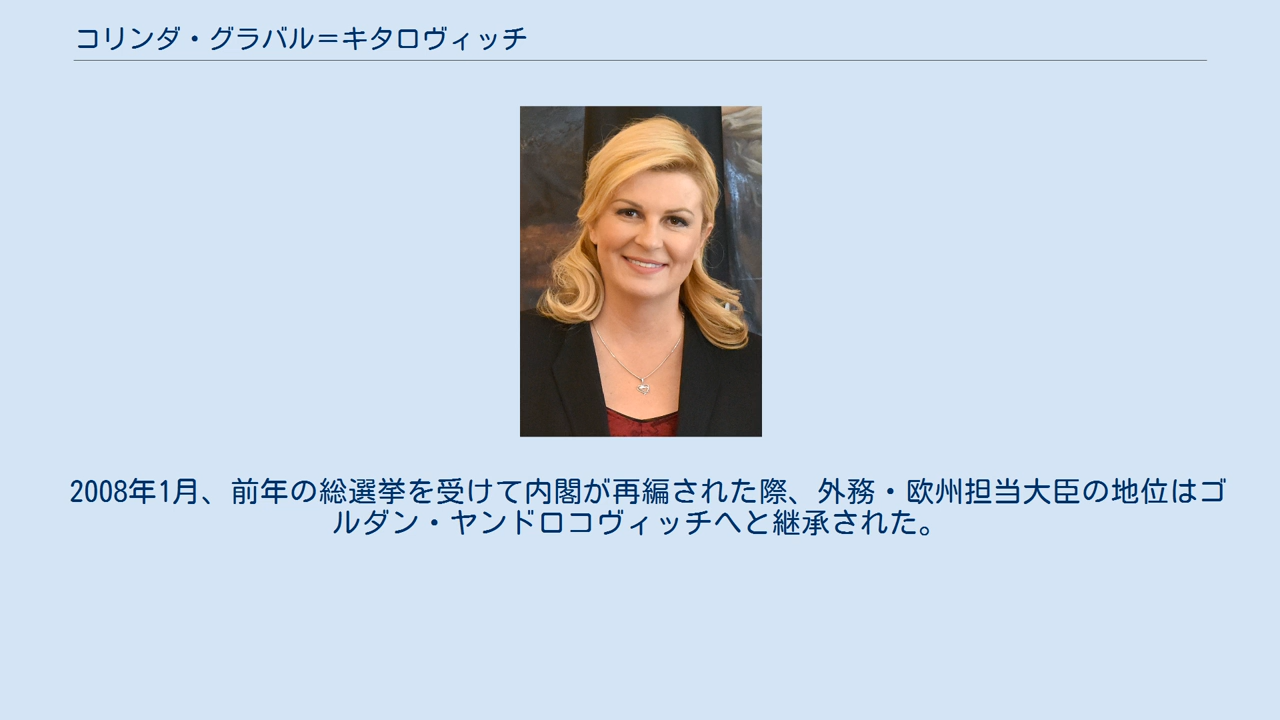 コリンダ・グラバル＝キタロヴィッチ
2008年1月、前年の総選挙を受けて内閣が再編された際、外務・欧州担当大臣の地位はゴ
ルダン・ヤンドロコヴィッチへと継承された。